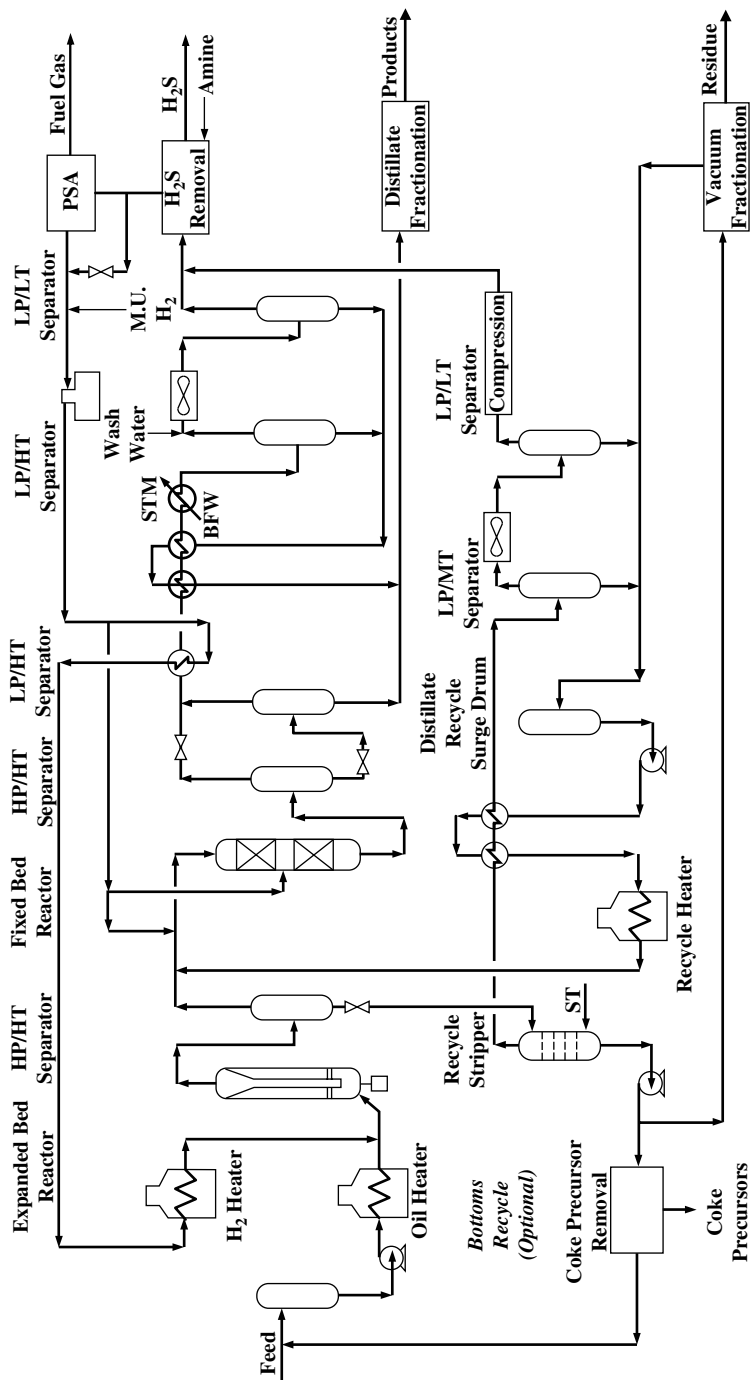 Expanded Bed
Reactor
HP/HT
Separator
Fixed Bed
Reactor
HP/HT
Separator
LP/HT
Separator
LP/HT
Separator
LP/LT
Separator
Fuel Gas
PSA
H2S
H2S
Removal
Amine
M.U.
H2
Wash
Water
STM
BFW
H2 Heater
Oil Heater
Feed
Products
Distillate
Fractionation
Recycle
Stripper
ST
Distillate
Recycle
Surge Drum
LP/MT
Separator
LP/LT
Separator
Compression
Bottoms
Recycle
(Optional)
Recycle Heater
Coke Precursor
Removal
Coke
Precursors
Residue
Vacuum
Fractionation